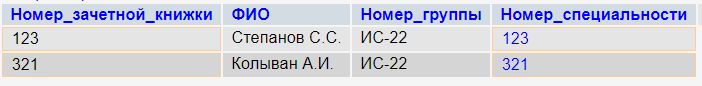 Номер_зачетной_книжки ФИО Номер_группы Номер_специальности
123 Степанов С.С. ИС-22 123
321 Колыван А.И. ИС-22 321